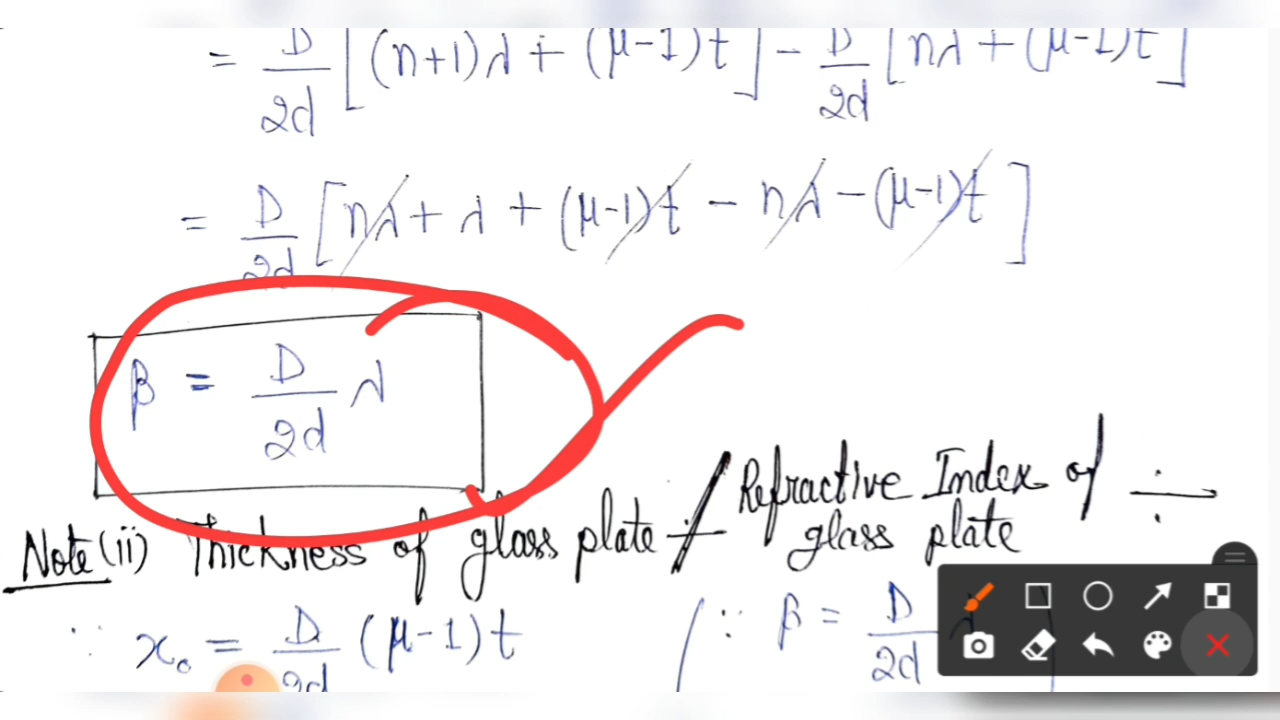 = D/2d [(n+1)λ + (μ-1)t] - D/2d [nλ + (μ-1)t]
= D/2d [nλ + λ + (μ-1)t - nλ - (μ-1)t]
β = D/2d λ
Note (ii) Thickness of glass plate / Refractive Index of glass plate ÷
∵ x₀ = D/2d (μ-1)t ( ∵ β = D/2d λ )